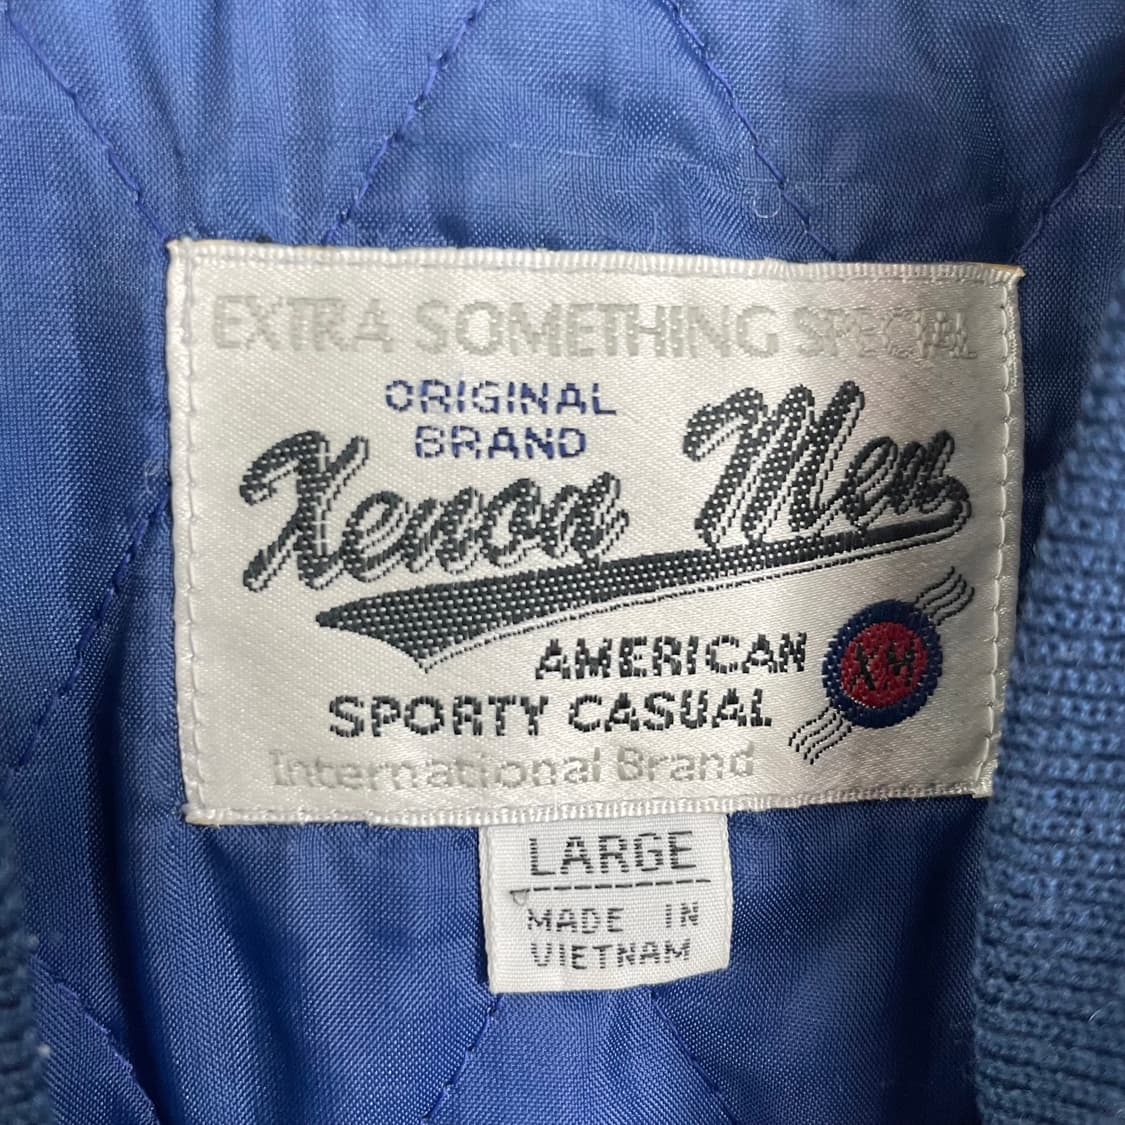 EXTRA SOMETHING SPECIAL
ORIGINAL
BRAND
Xenon Men
AMERICAN
SPORTY CASUAL
XM
International Brand
LARGE
MADE IN
VIETNAM